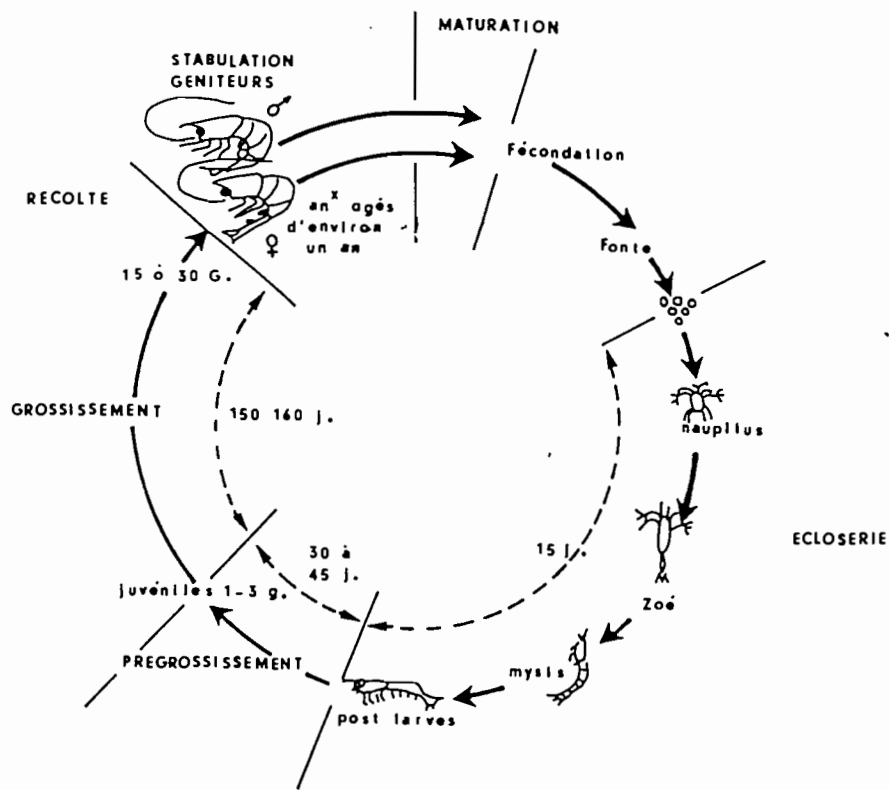 MATURATION
STABULATION
GENITEURS
♂
Fécondation
RECOLTE
anˣ agés
d'environ
un an
♀
Fonte
15 à 30 G.
GROSSISSEMENT
150 160 j.
nauplius
15 j.
ECLOSERIE
30 à
45 j.
juvéniles 1-3 g.
Zoé
PREGROSSISSEMENT
mysis
post larves